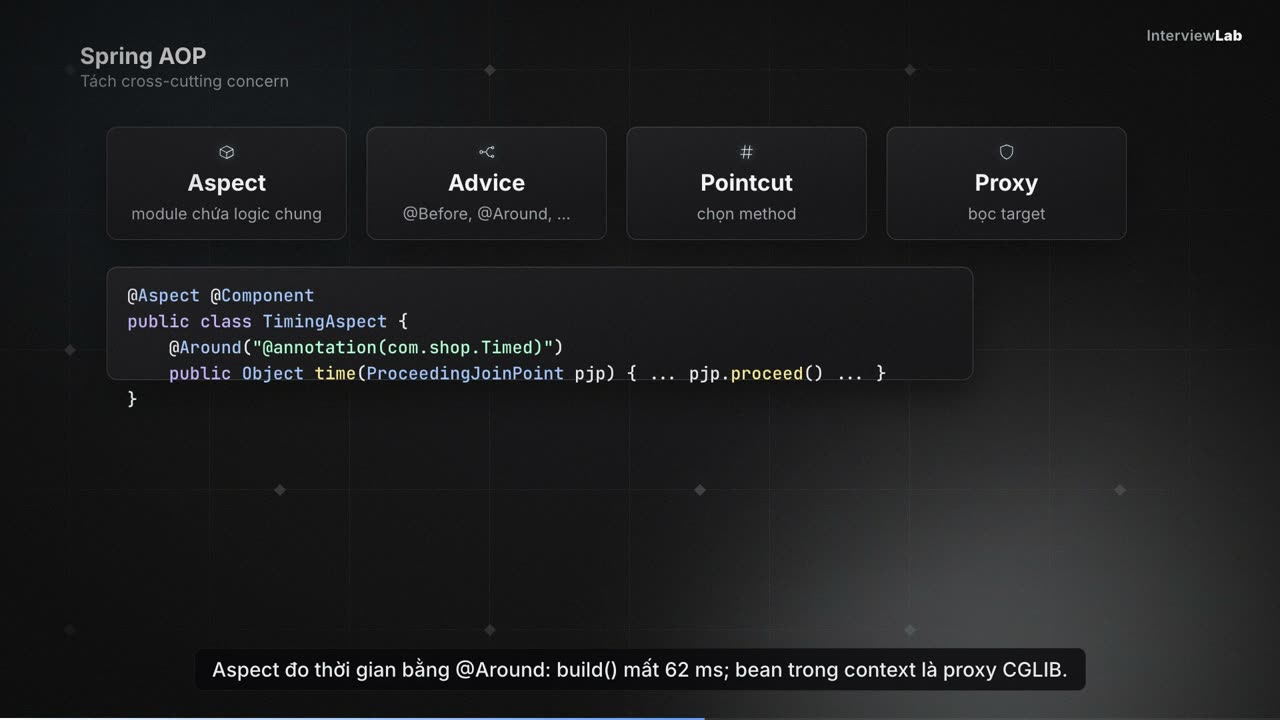 Spring AOP
Tách cross-cutting concern
InterviewLab
Aspect
module chứa logic chung
Advice
@Before, @Around, ...
Pointcut
chọn method
Proxy
bọc target
@Aspect @Component
public class TimingAspect {
    @Around("@annotation(com.shop.Timed)")
    public Object time(ProceedingJoinPoint pjp) { ... pjp.proceed() ... }
}
Aspect đo thời gian bằng @Around: build() mất 62 ms; bean trong context là proxy CGLIB.